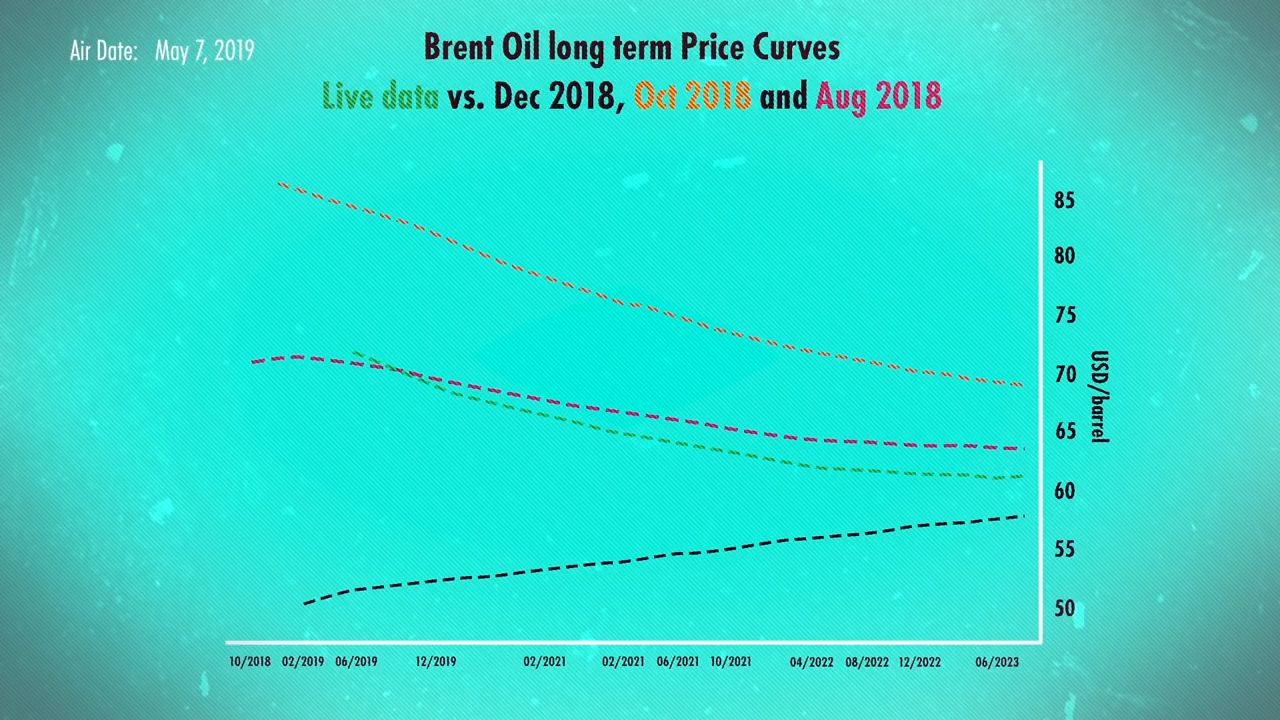 Air Date: May 7, 2019
Brent Oil long term Price Curves
Live data vs. Dec 2018, Oct 2018 and Aug 2018
85
80
75
70
65
60
55
50
USD/barrel
10/2018 02/2019 06/2019 12/2019 02/2021 02/2021 06/2021 10/2021 04/2022 08/2022 12/2022 06/2023